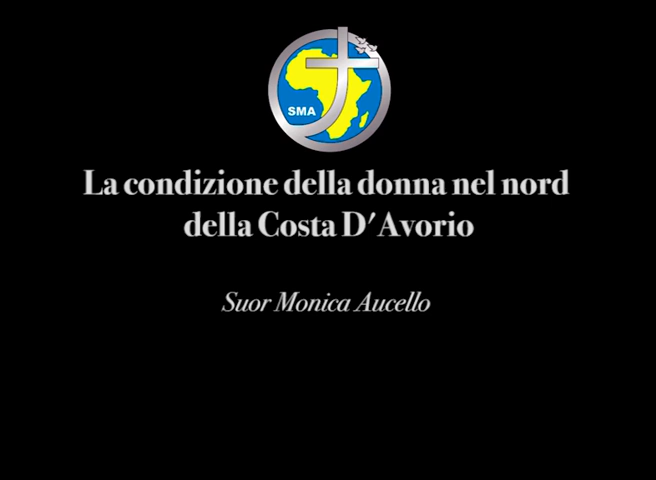 SMA
La condizione della donna nel nord
della Costa D'Avorio
Suor Monica Aucello